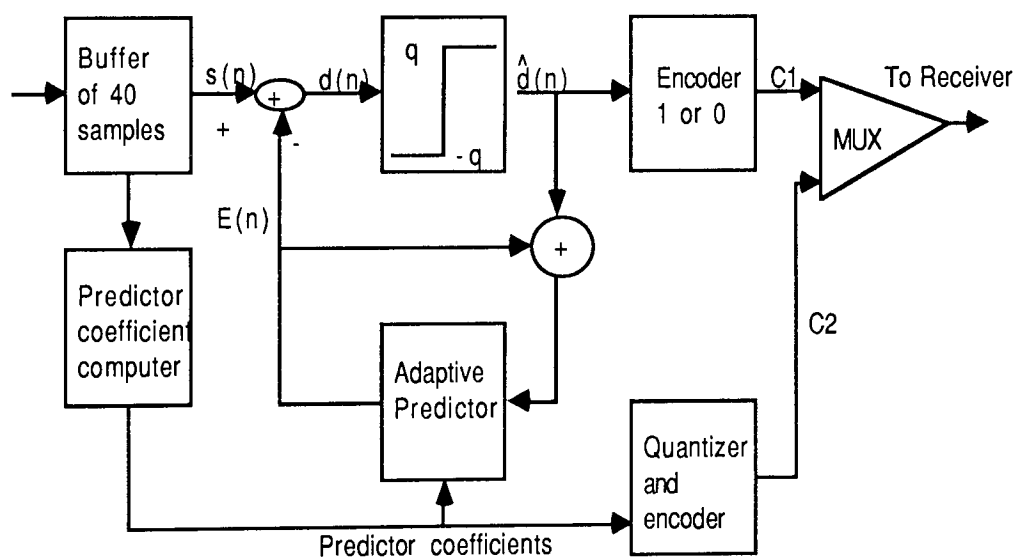 Buffer
of 40
samples
s(n)
+
+
-
d(n)
q
-q
d̂(n)
Encoder
1 or 0
C1
To Receiver
MUX
E(n)
+
Predictor
coefficient
computer
Adaptive
Predictor
C2
Quantizer
and
encoder
Predictor coefficients